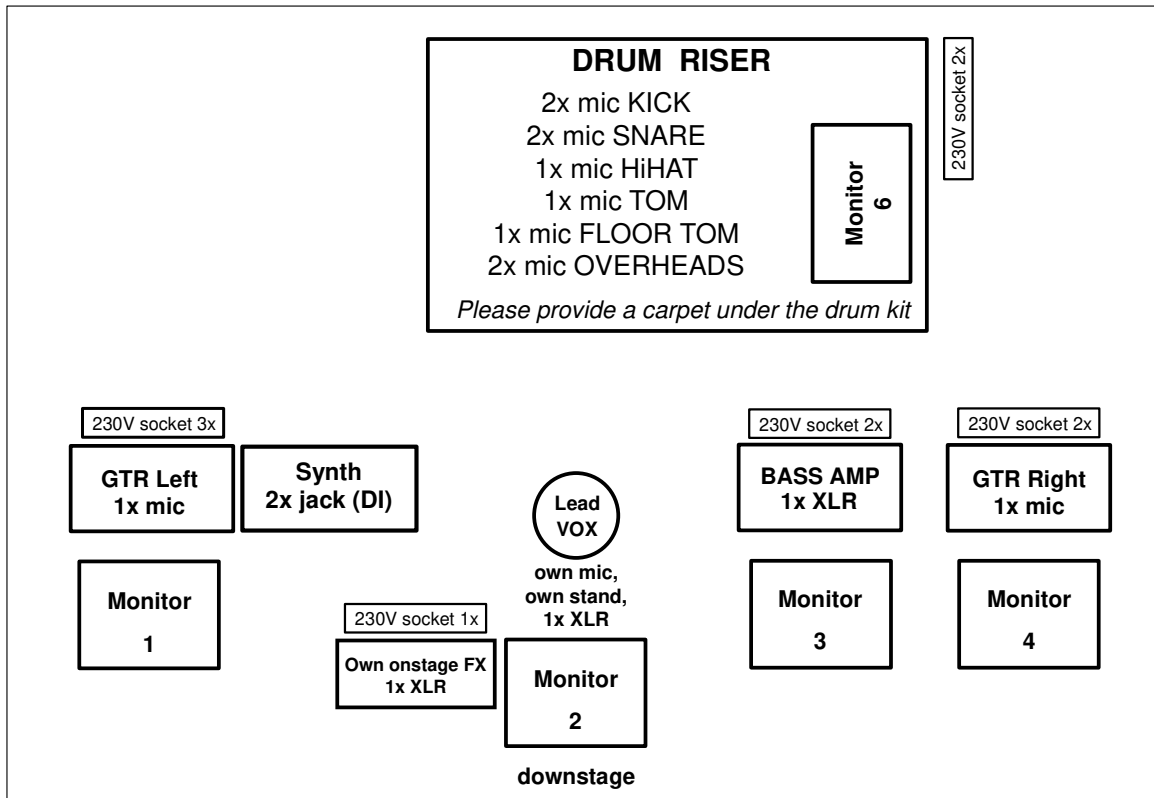 DRUM RISER
2x mic KICK
2x mic SNARE
1x mic HiHAT
1x mic TOM
1x mic FLOOR TOM
2x mic OVERHEADS
Please provide a carpet under the drum kit
Monitor
6
230V socket 2x
230V socket 3x
GTR Left
1x mic
Synth
2x jack (DI)
Lead
VOX
own mic,
own stand,
1x XLR
230V socket 2x
BASS AMP
1x XLR
230V socket 2x
GTR Right
1x mic
Monitor
1
230V socket 1x
Own onstage FX
1x XLR
Monitor
2
Monitor
3
Monitor
4
downstage